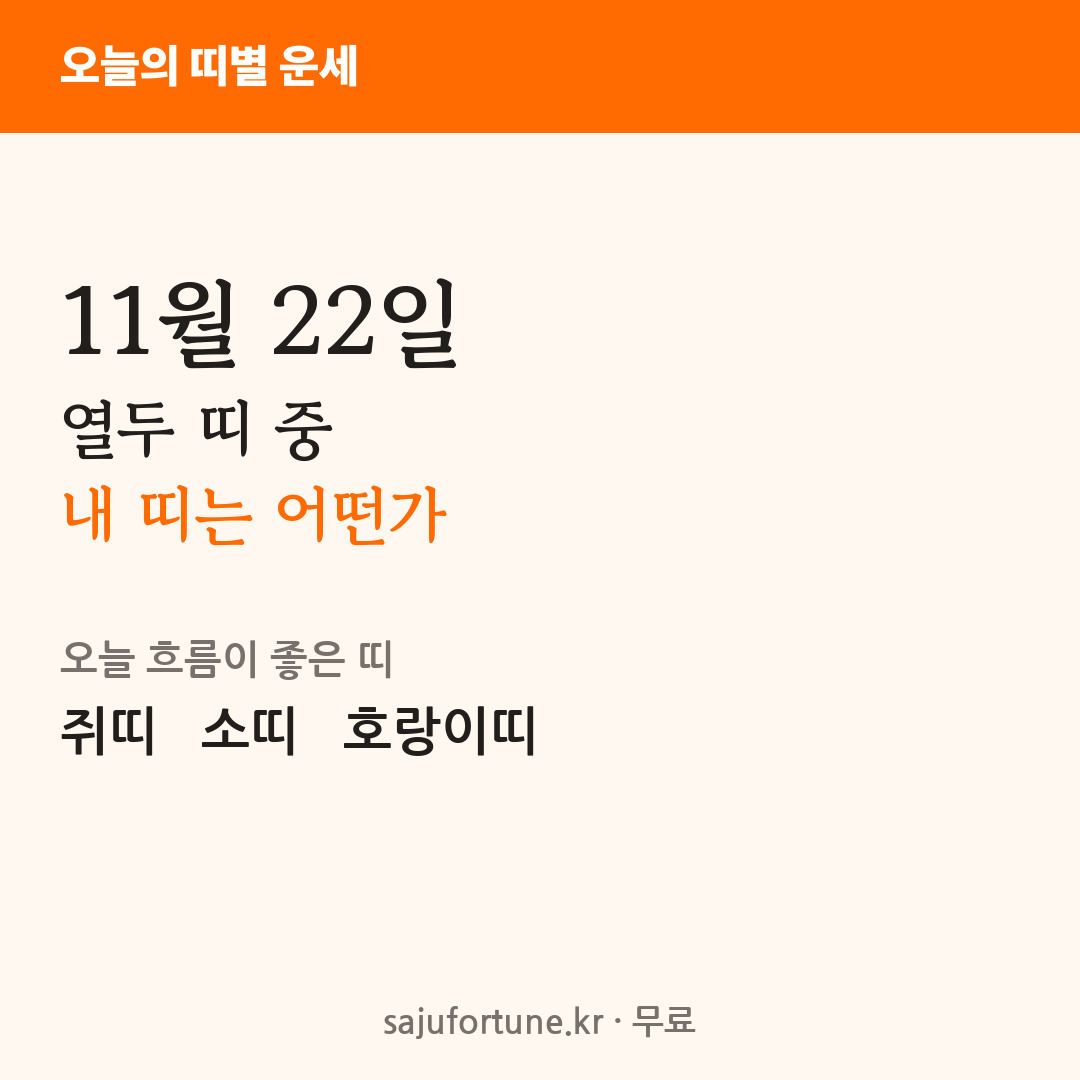 오늘의 띠별 운세
11월 22일
열두 띠 중
내 띠는 어떤가
오늘 흐름이 좋은 띠
쥐띠 소띠 호랑이띠
sajufortune.kr · 무료